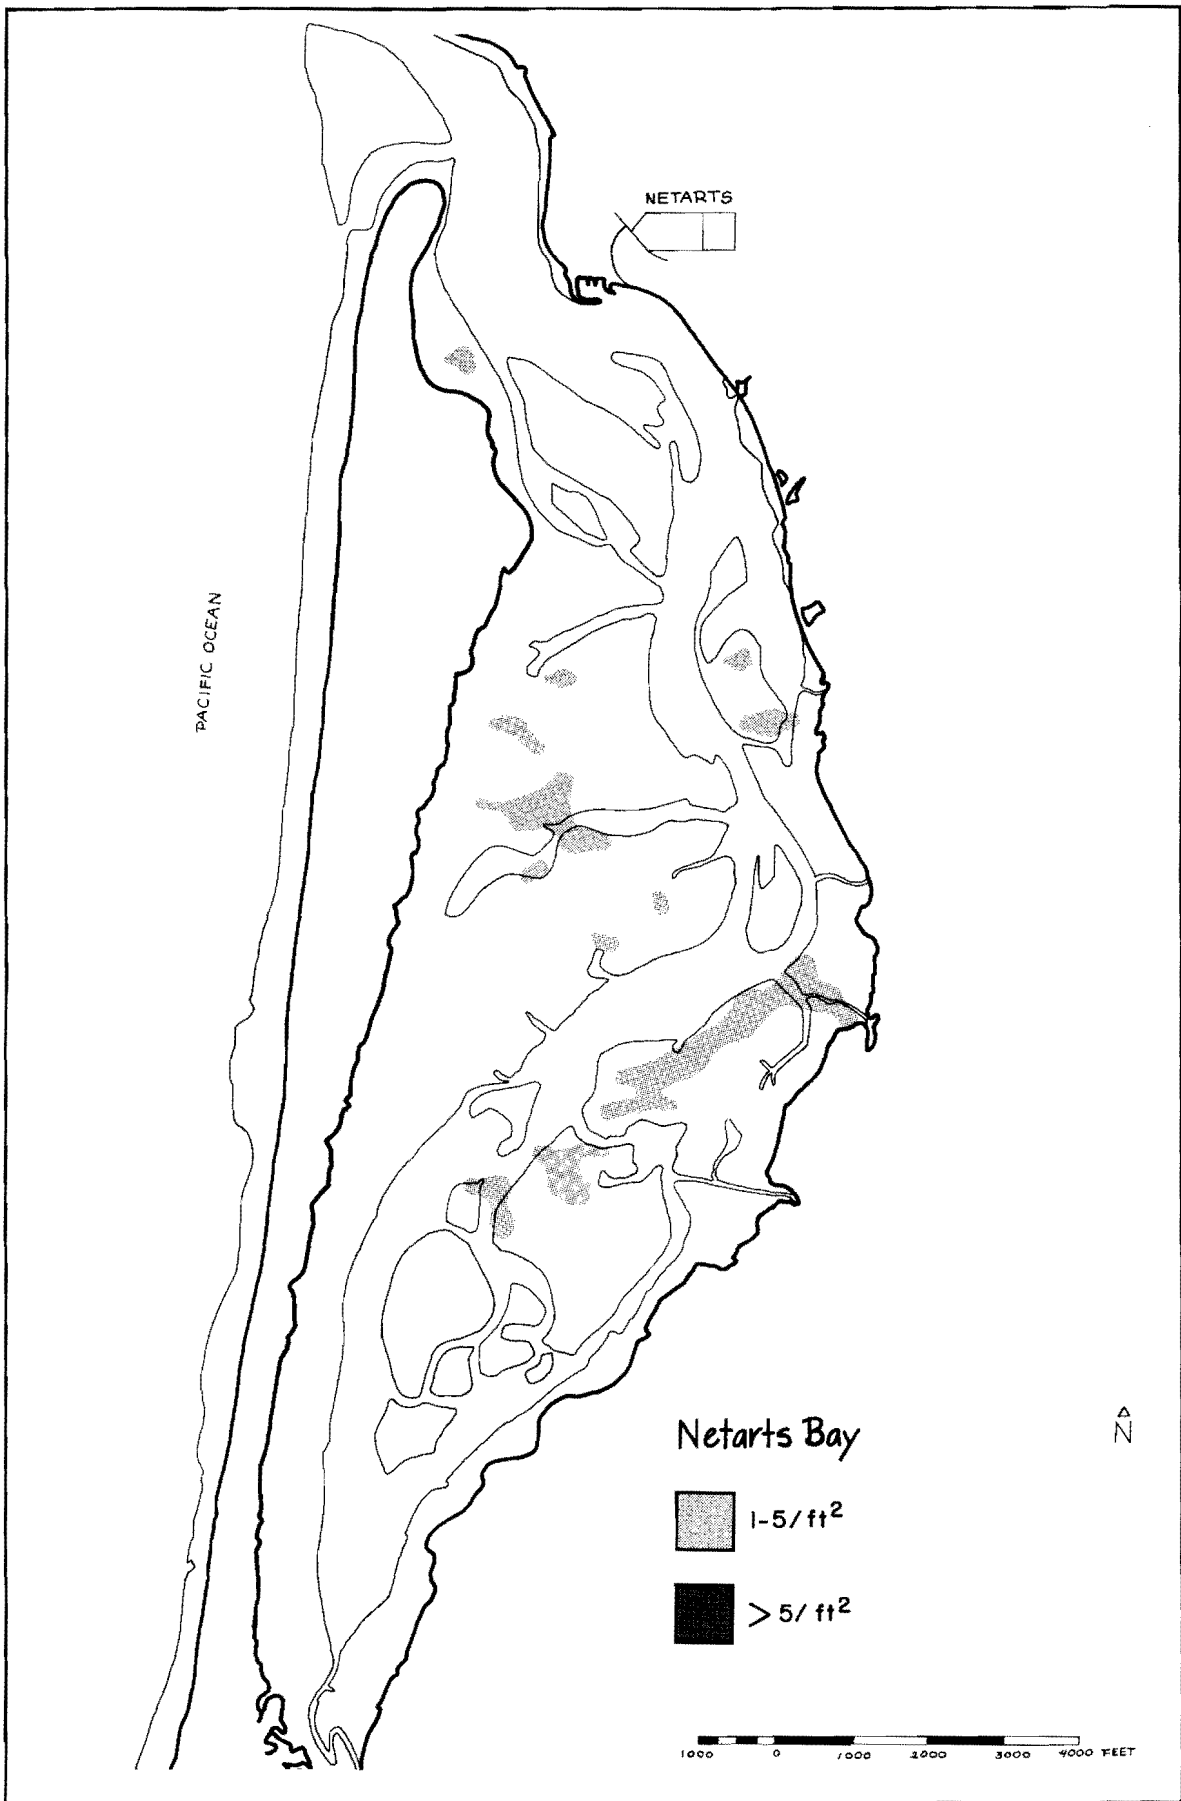 NETARTS
PACIFIC OCEAN
Netarts Bay
N
1-5/ft²
> 5/ft²
1000 0 1000 2000 3000 4000 FEET